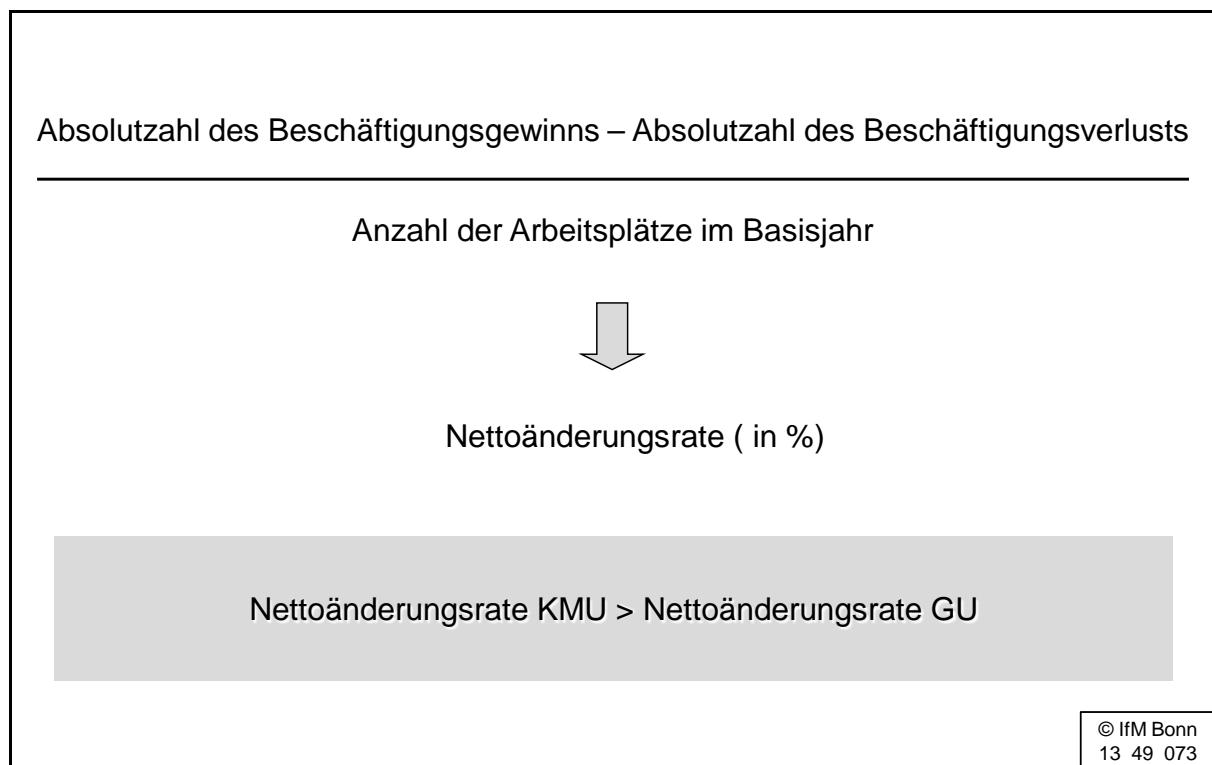 Absolutzahl des Beschäftigungsgewinns – Absolutzahl des Beschäftigungsverlusts
Anzahl der Arbeitsplätze im Basisjahr
Nettoänderungsrate ( in %)
Nettoänderungsrate KMU > Nettoänderungsrate GU
© IfM Bonn
13 49 073